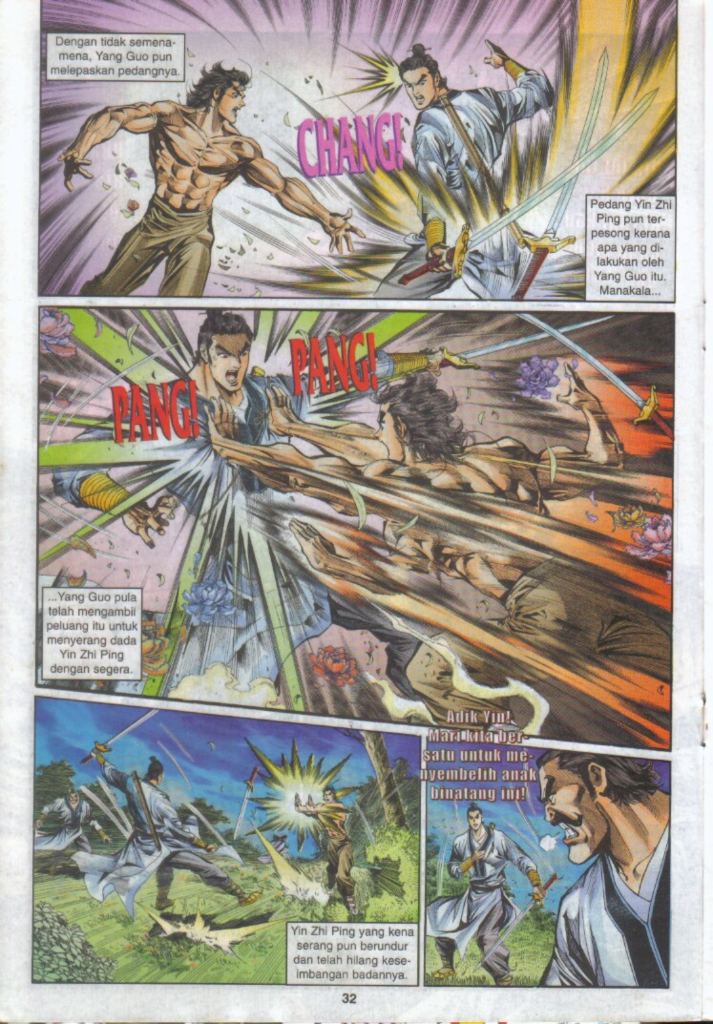 Dengan tidak semena-
mena, Yang Guo pun
melepaskan pedangnya.
CHANG!
Pedang Yin Zhi
Ping pun ter-
pesong kerana
apa yang di-
lakukan oleh
Yang Guo itu.
Manakala...
PANG!
PANG!
...Yang Guo pula
telah mengambil
peluang itu untuk
menyerang dada
Yin Zhi Ping
dengan segera.
Yin Zhi Ping yang kena
serang pun berundur
dan telah hilang kese-
imbangan badannya.
Adik Yin!
Mari kita ber-
satu untuk me-
nyembelih anak
binatang ini!
32